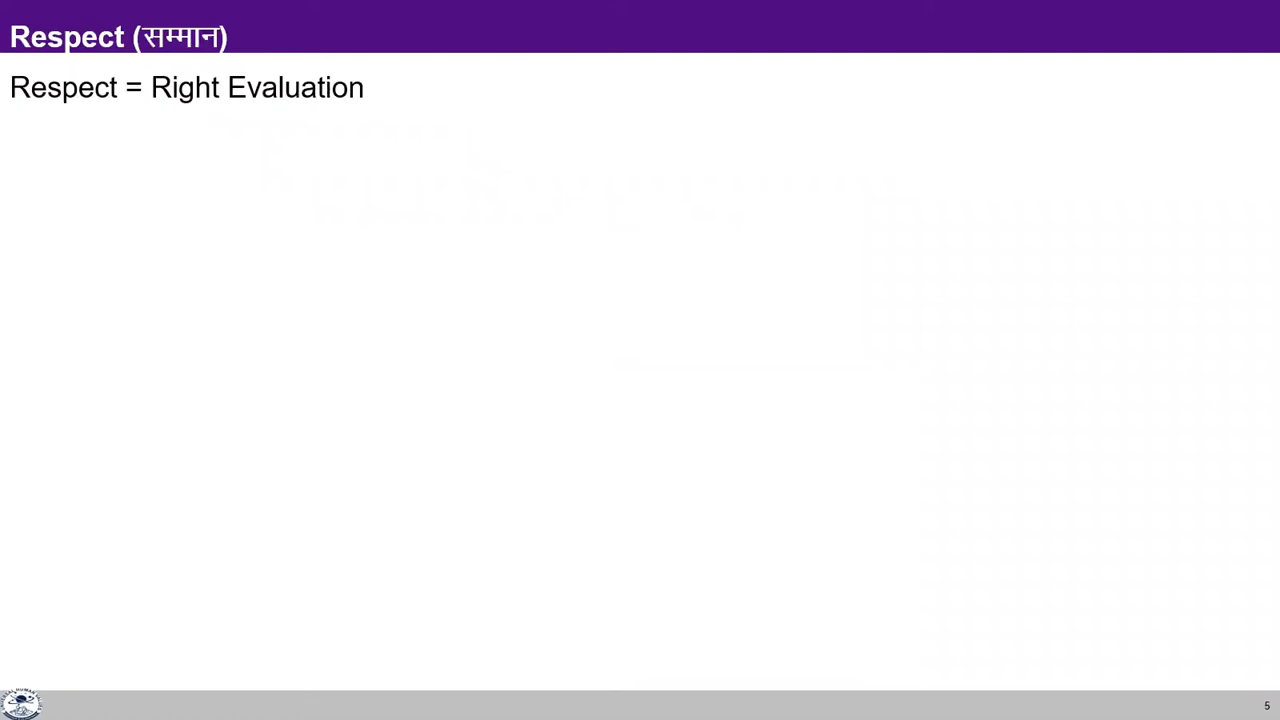 Respect (सम्मान)
Respect = Right Evaluation
5